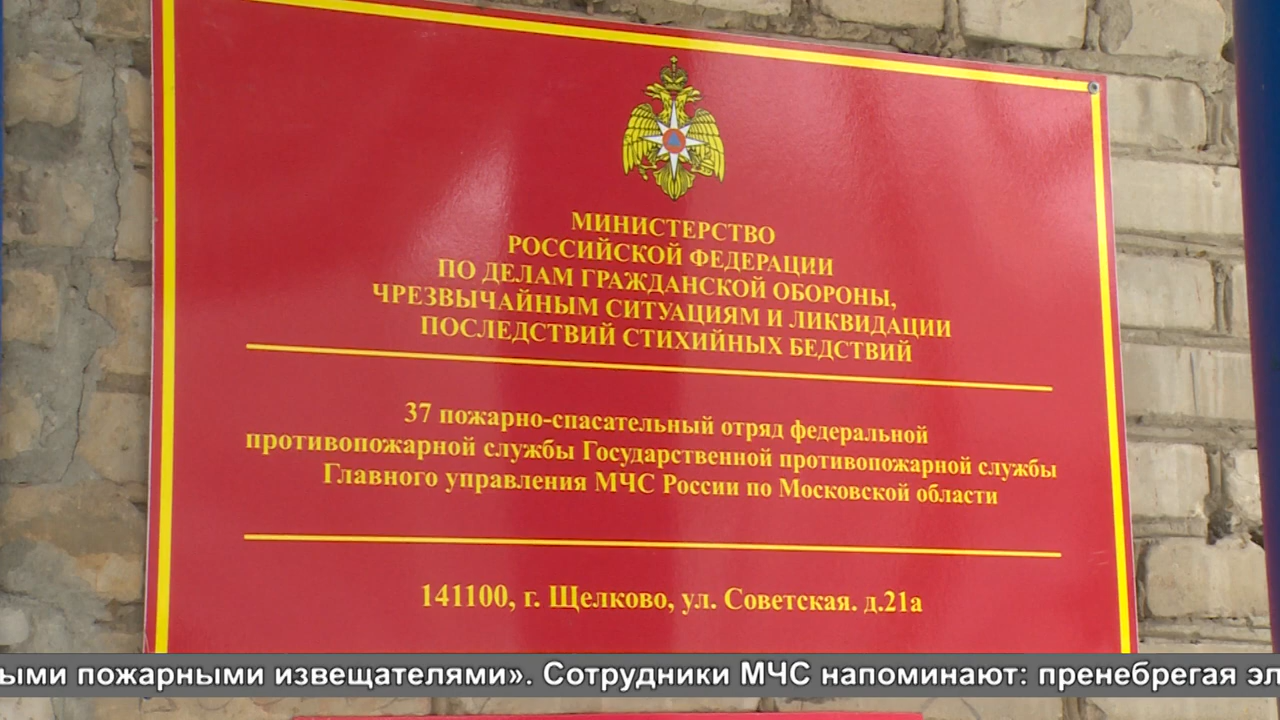 МИНИСТЕРСТВО
РОССИЙСКОЙ ФЕДЕРАЦИИ
ПО ДЕЛАМ ГРАЖДАНСКОЙ ОБОРОНЫ,
ЧРЕЗВЫЧАЙНЫМ СИТУАЦИЯМ И ЛИКВИДАЦИИ
ПОСЛЕДСТВИЙ СТИХИЙНЫХ БЕДСТВИЙ
37 пожарно-спасательный отряд федеральной
противопожарной службы Государственной противопожарной службы
Главного управления МЧС России по Московской области
141100, г. Щелково, ул. Советская. д.21а
ыми пожарными извещателями». Сотрудники МЧС напоминают: пренебрегая эл